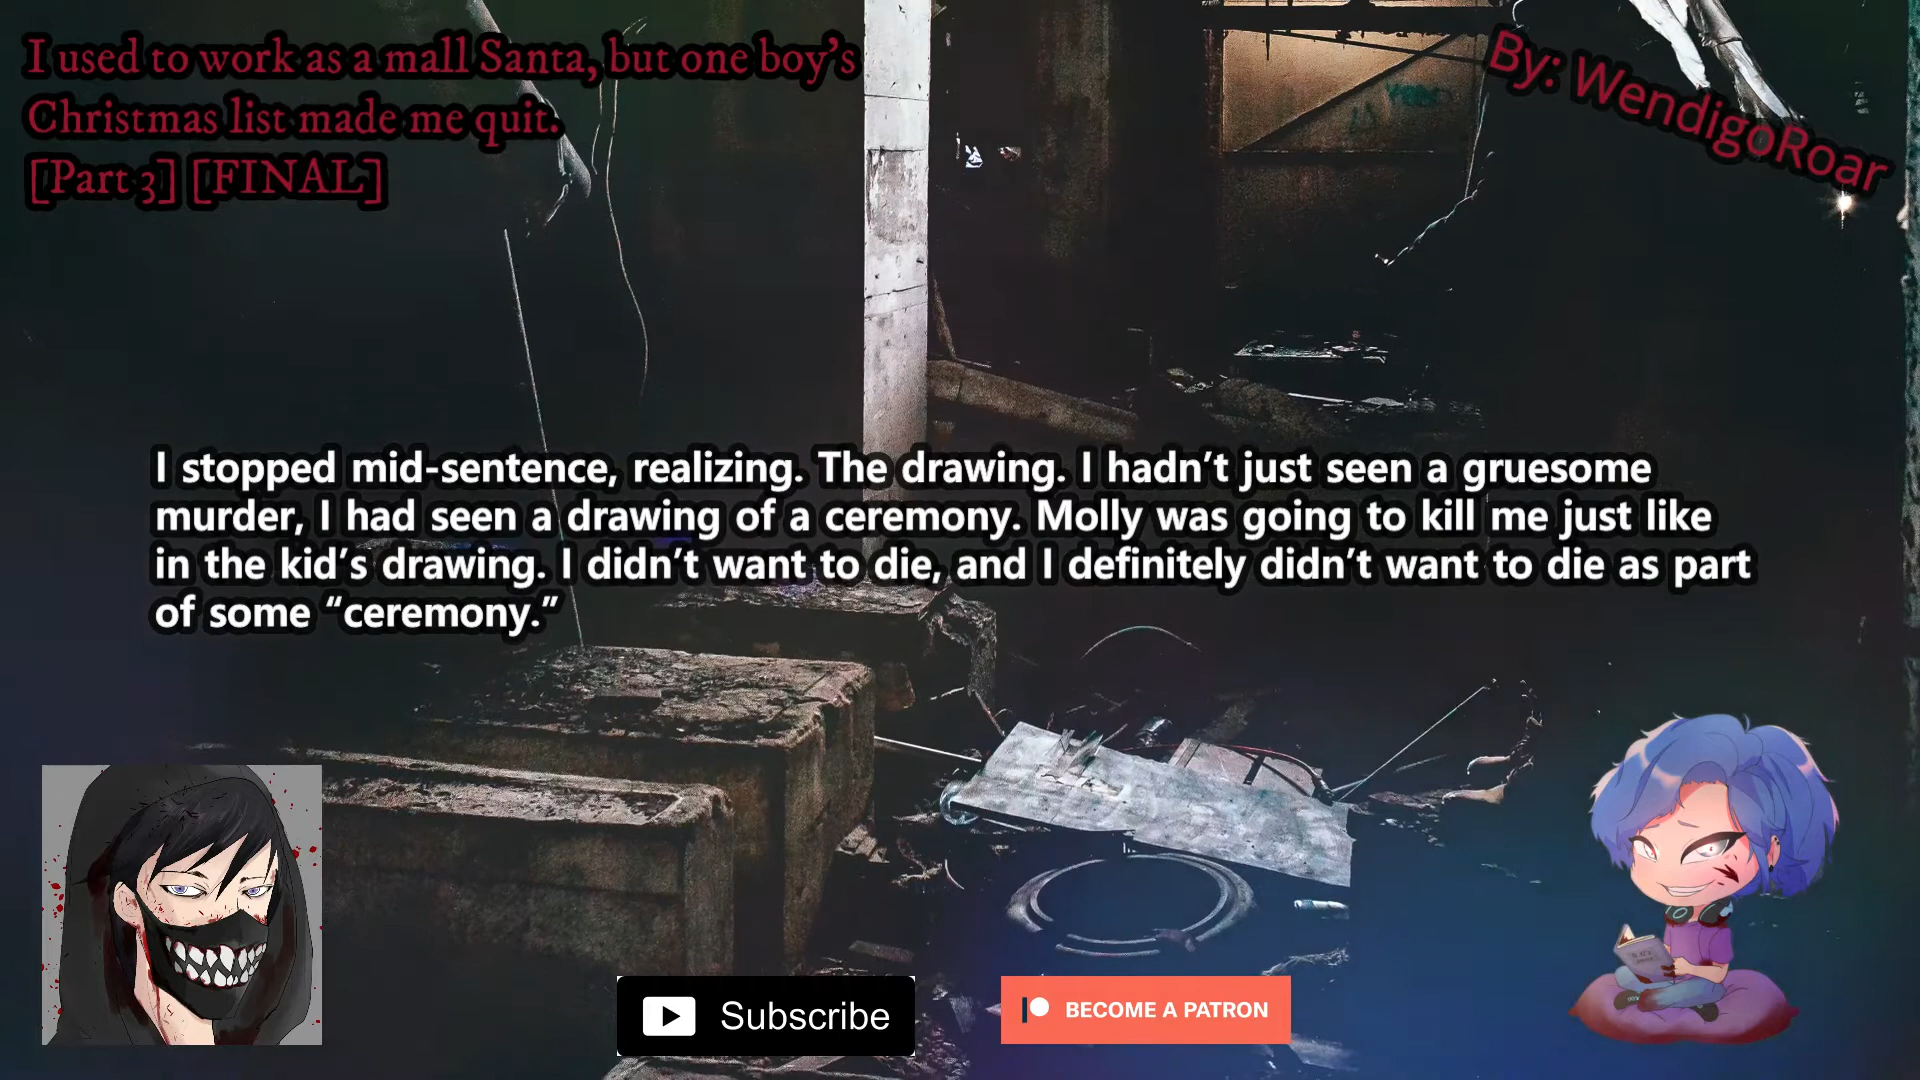 I used to work as a mall Santa, but one boy’s
Christmas list made me quit.
[Part 3] [FINAL]
By: WendigoRoar
I stopped mid-sentence, realizing. The drawing. I hadn’t just seen a gruesome
murder, I had seen a drawing of a ceremony. Molly was going to kill me just like
in the kid’s drawing. I didn’t want to die, and I definitely didn’t want to die as part
of some “ceremony.”
Subscribe
BECOME A PATRON